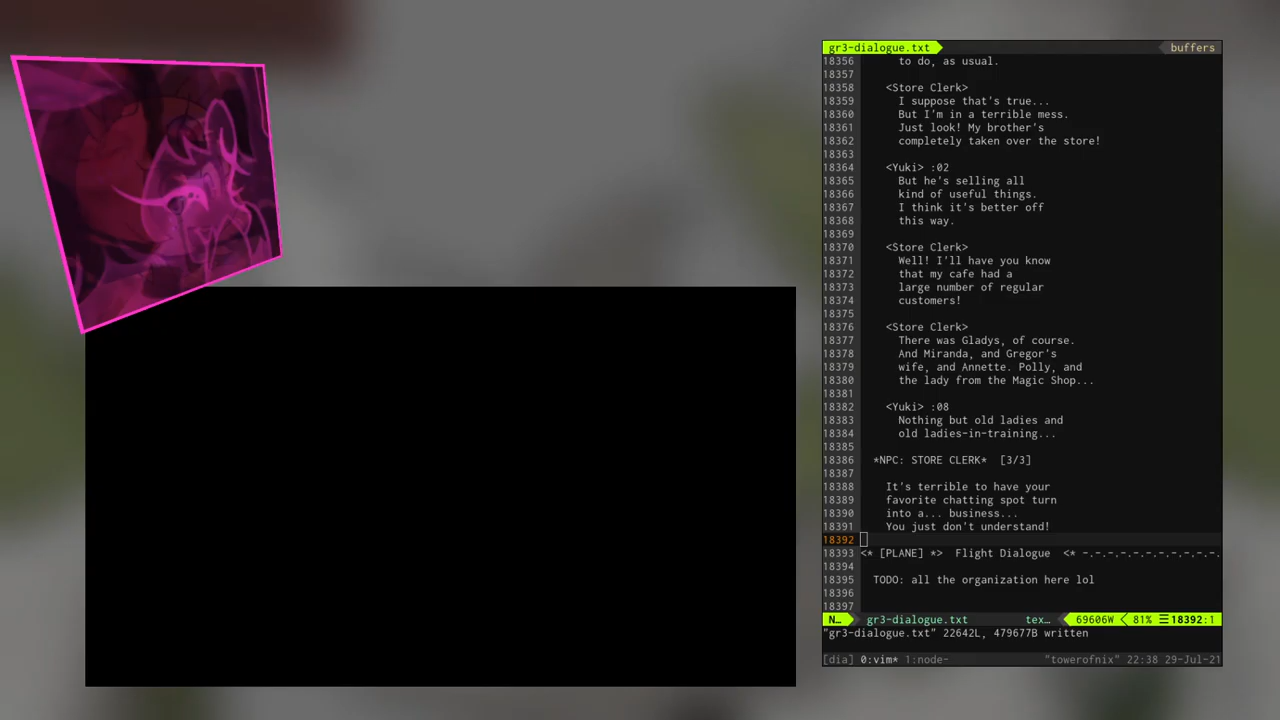 gr3-dialogue.txt buffers
18356 to do, as usual.
18357
18358 <Store Clerk>
18359 I suppose that's true...
18360 But I'm in a terrible mess.
18361 Just look! My brother's
18362 completely taken over the store!
18363
18364 <Yuki> :02
18365 But he's selling all
18366 kind of useful things.
18367 I think it's better off
18368 this way.
18369
18370 <Store Clerk>
18371 Well! I'll have you know
18372 that my cafe had a
18373 large number of regular
18374 customers!
18375
18376 <Store Clerk>
18377 There was Gladys, of course.
18378 And Miranda, and Gregor's
18379 wife, and Annette. Polly, and
18380 the lady from the Magic Shop...
18381
18382 <Yuki> :08
18383 Nothing but old ladies and
18384 old ladies-in-training...
18385
18386 *NPC: STORE CLERK* [3/3]
18387
18388 It's terrible to have your
18389 favorite chatting spot turn
18390 into a... business...
18391 You just don't understand!
18392
18393 <* [PLANE] *> Flight Dialogue <* -.-.-.-.-.-.-.-.-.-.-.
18394
18395 TODO: all the organization here lol
18396
18397
N… gr3-dialogue.txt tex… 69606W 81% ☰18392:1
"gr3-dialogue.txt" 22642L, 479677B written
[dia] 0:vim* 1:node- "towerofnix" 22:38 29-Jul-21